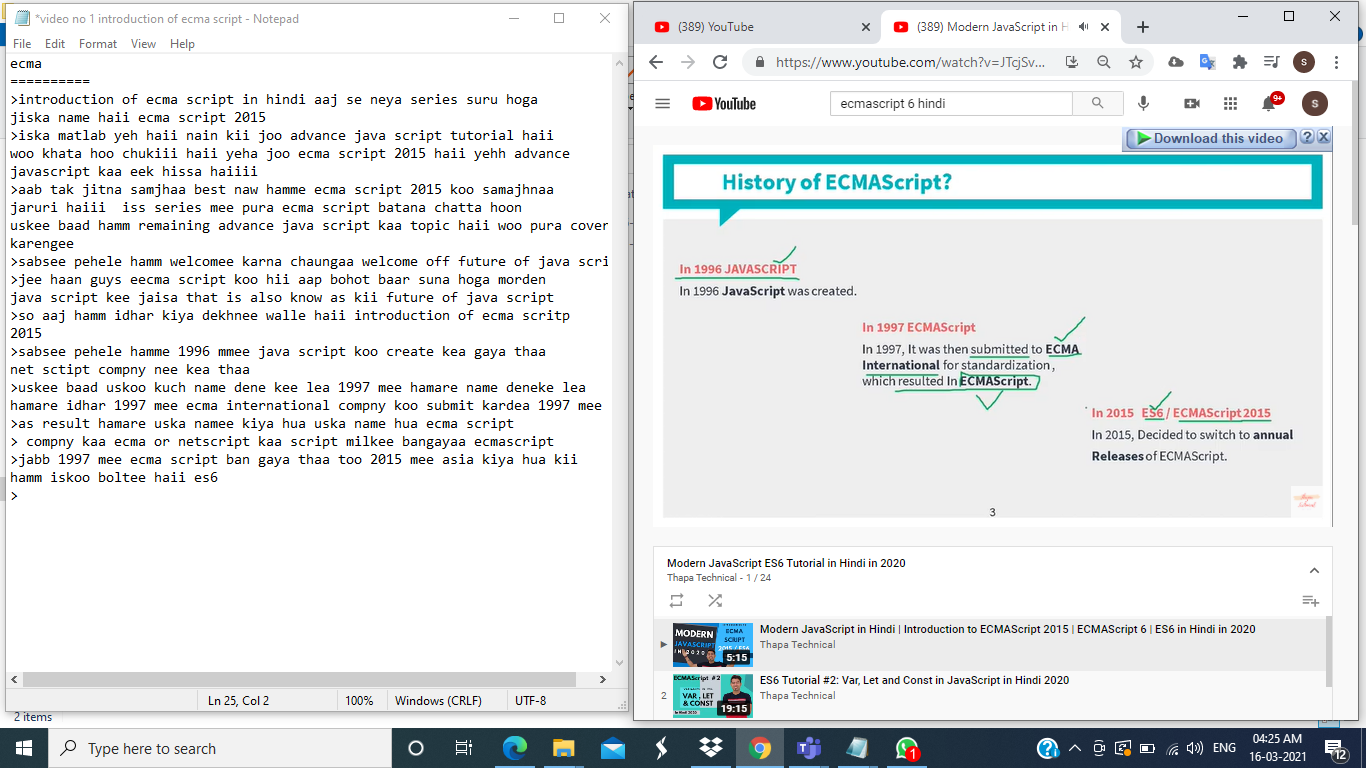 *video no 1 introduction of ecma script - Notepad
File Edit Format View Help
ecma
==========
>introduction of ecma script in hindi aaj se neya series suru hoga
jiska name haii ecma script 2015
>iska matlab yeh haii nain kii joo advance java script tutorial haii
woo khata hoo chukiii haii yeha joo ecma script 2015 haii yehh advance
javascript kaa eek hissa haiiii
>aab tak jitna samjhaa best naw hamme ecma script 2015 koo samajhnaa
jaruri haiii  iss series mee pura ecma script batana chatta hoon
uskee baad hamm remaining advance java script kaa topic haii woo pura cover
karengee
>sabsee pehele hamm welcomee karna chaungaa welcome off future of java scri
>jee haan guys eecma script koo hii aap bohot baar suna hoga morden
java script kee jaisa that is also know as kii future of java script
>so aaj hamm idhar kiya dekhnee walle haii introduction of ecma scritp
2015
>sabsee pehele hamme 1996 mmee java script koo create kea gaya thaa
net sctipt compny nee kea thaa
>uskee baad uskoo kuch name dene kee lea 1997 mee hamare name deneke lea
hamare idhar 1997 mee ecma international compny koo submit kardea 1997 mee
>as result hamare uska namee kiya hua uska name hua ecma script
> compny kaa ecma or netscript kaa script milkee bangayaa ecmascript
>jabb 1997 mee ecma script ban gaya thaa too 2015 mee asia kiya hua kii
hamm iskoo boltee haii es6
>
Ln 25, Col 2 100% Windows (CRLF) UTF-8
2 items
(389) YouTube
(389) Modern JavaScript in H
https://www.youtube.com/watch?v=JTcjSv...
S
YouTube
ecmascript 6 hindi
9+
S
Download this video ? X
History of ECMAScript?
In 1996 JAVASCRIPT
In 1996 JavaScript was created.
In 1997 ECMAScript
In 1997, It was then submitted to ECMA
International for standardization,
which resulted In ECMAScript.
In 2015 ES6 / ECMAScript 2015
In 2015, Decided to switch to annual
Releases of ECMAScript.
thapa
technical
3
Modern JavaScript ES6 Tutorial in Hindi in 2020
Thapa Technical - 1 / 24
MODERN
JAVASCRIPT
IN 2020
ECMA
SCRIPT
2015 / ES6
5:15
Modern JavaScript in Hindi | Introduction to ECMAScript 2015 | ECMAScript 6 | ES6 in Hindi in 2020
Thapa Technical
2
ECMAScript #2
VAR, LET
& CONST
In Hindi 2020
19:15
ES6 Tutorial #2: Var, Let and Const in JavaScript in Hindi 2020
Thapa Technical
Type here to search
1
ENG
04:25 AM
16-03-2021
12